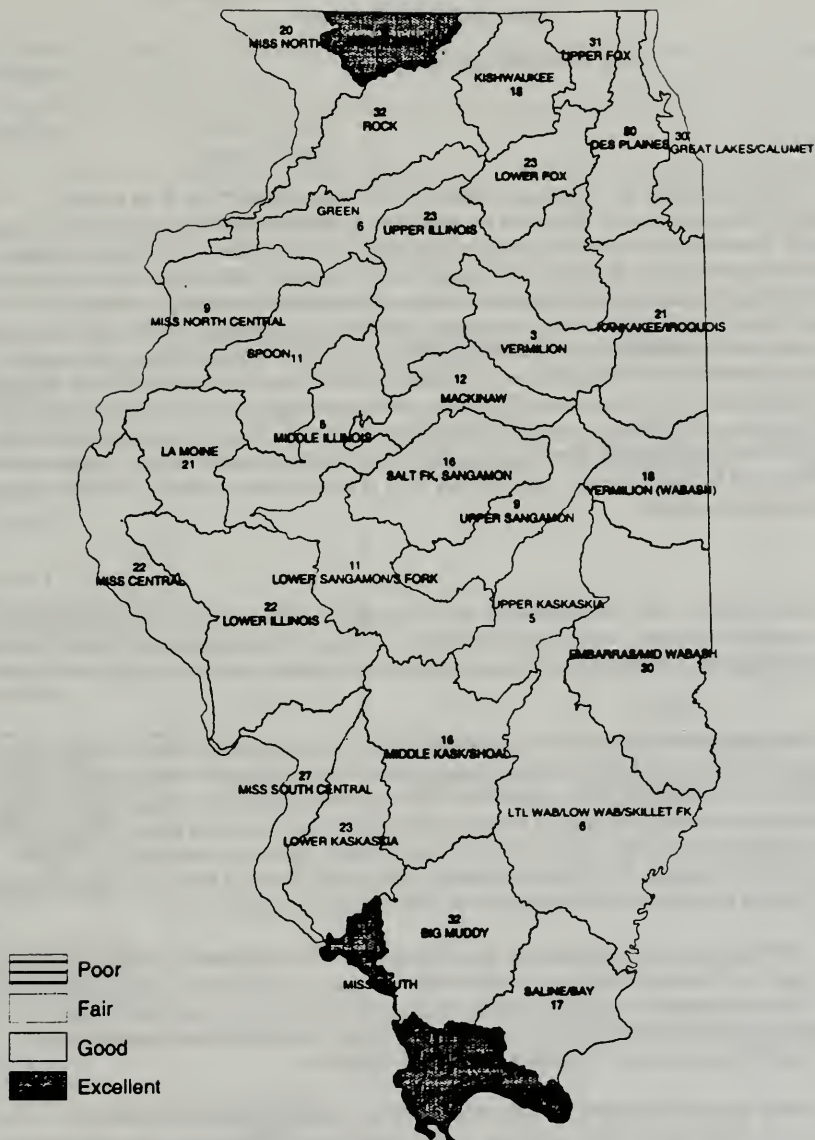 20
MISS NORTH
31
UPPER FOX
KISHWAUKEE
18
32
ROCK
80
DES PLAINES
30
GREAT LAKES/CALUMET
23
LOWER FOX
GREEN
6
23
UPPER ILLINOIS
9
MISS NORTH CENTRAL
21
KANKAKEE/IROQUOIS
3
VERMILION
SPOON 11
12
MACKINAW
MIDDLE ILLINOIS
LA MOINE
21
16
SALT FK, SANGAMON
18
VERMILION (WABASH)
9
UPPER SANGAMON
22
MISS CENTRAL
11
LOWER SANGAMON/S FORK
22
LOWER ILLINOIS
UPPER KASKASKIA
5
EMBARRAS/MID WABASH
30
16
MIDDLE KASK/SHOAL
27
MISS SOUTH CENTRAL
LTL WAB/LOW WAB/SKILLET FK
6
23
LOWER KASKASKIA
32
BIG MUDDY
MISS SOUTH
SALINE/BAY
17
Poor
Fair
Good
Excellent